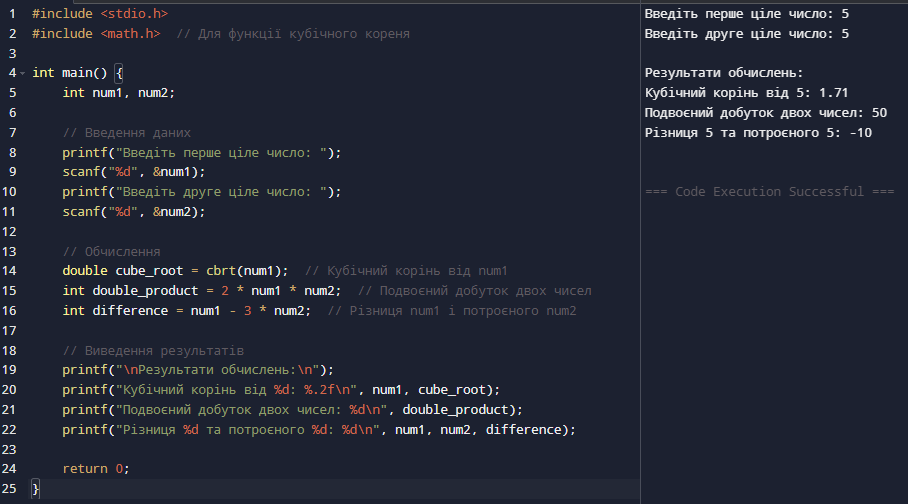 1 #include <stdio.h>
2 #include <math.h>  // Для функції кубічного кореня
3
4 int main() {
5     int num1, num2;
6
7     // Введення даних
8     printf("Введіть перше ціле число: ");
9     scanf("%d", &num1);
10     printf("Введіть друге ціле число: ");
11     scanf("%d", &num2);
12
13     // Обчислення
14     double cube_root = cbrt(num1);  // Кубічний корінь від num1
15     int double_product = 2 * num1 * num2;  // Подвоєний добуток двох чисел
16     int difference = num1 - 3 * num2;  // Різниця num1 і потроєного num2
17
18     // Виведення результатів
19     printf("\nРезультати обчислень:\n");
20     printf("Кубічний корінь від %d: %.2f\n", num1, cube_root);
21     printf("Подвоєний добуток двох чисел: %d\n", double_product);
22     printf("Різниця %d та потроєного %d: %d\n", num1, num2, difference);
23
24     return 0;
25 }
Введіть перше ціле число: 5
Введіть друге ціле число: 5
Результати обчислень:
Кубічний корінь від 5: 1.71
Подвоєний добуток двох чисел: 50
Різниця 5 та потроєного 5: -10
=== Code Execution Successful ===